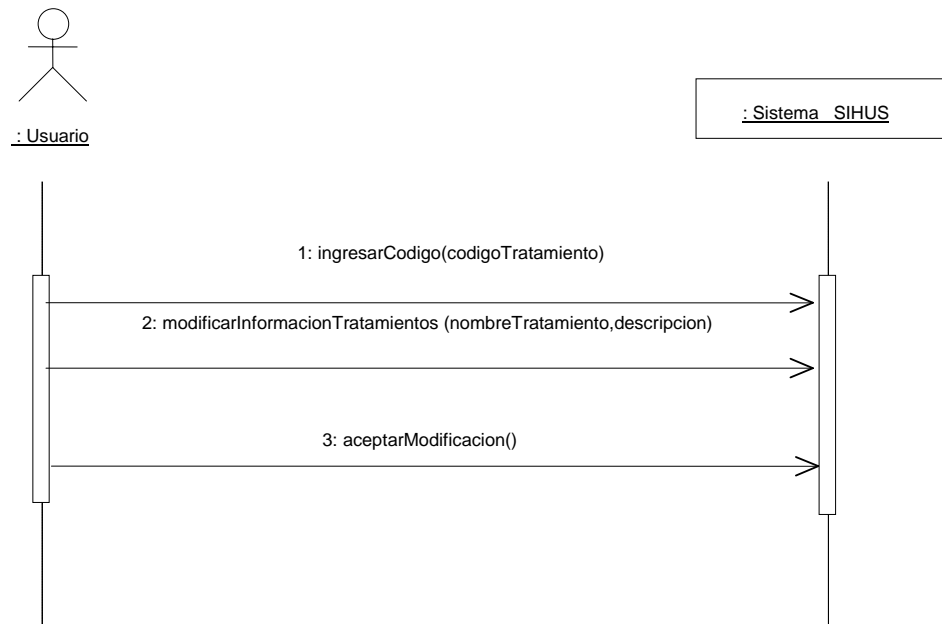 : Sistema SIHUS
: Usuario
1: ingresarCodigo(codigoTratamiento)
2: modificarInformacionTratamientos (nombreTratamiento,descripcion)
3: aceptarModificacion()